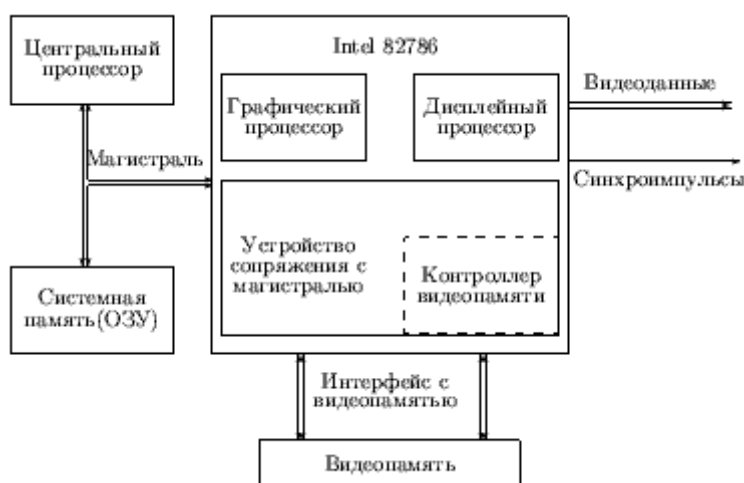 Центральный
процессор
Intel 82786
Графический
процессор
Дисплейный
процессор
Видеоданные
Магистраль
Синхроимпульсы
Устройство
сопряжения с
магистралью
Контроллер
видеопамяти
Системная
память(ОЗУ)
Интерфейс с
видеопамятью
Видеопамять